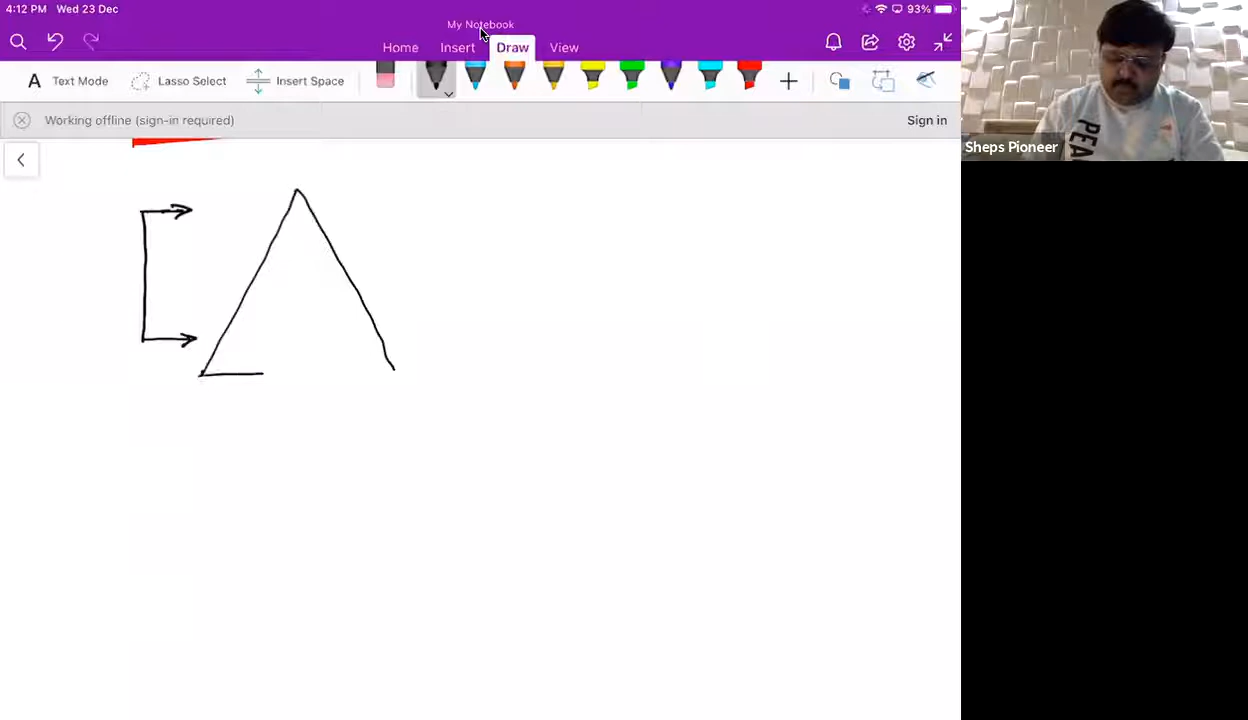 4:12 PM Wed 23 Dec
93%
My Notebook
Home Insert Draw View
A Text Mode Lasso Select Insert Space
Working offline (sign-in required) Sign in
PEA
Sheps Pioneer